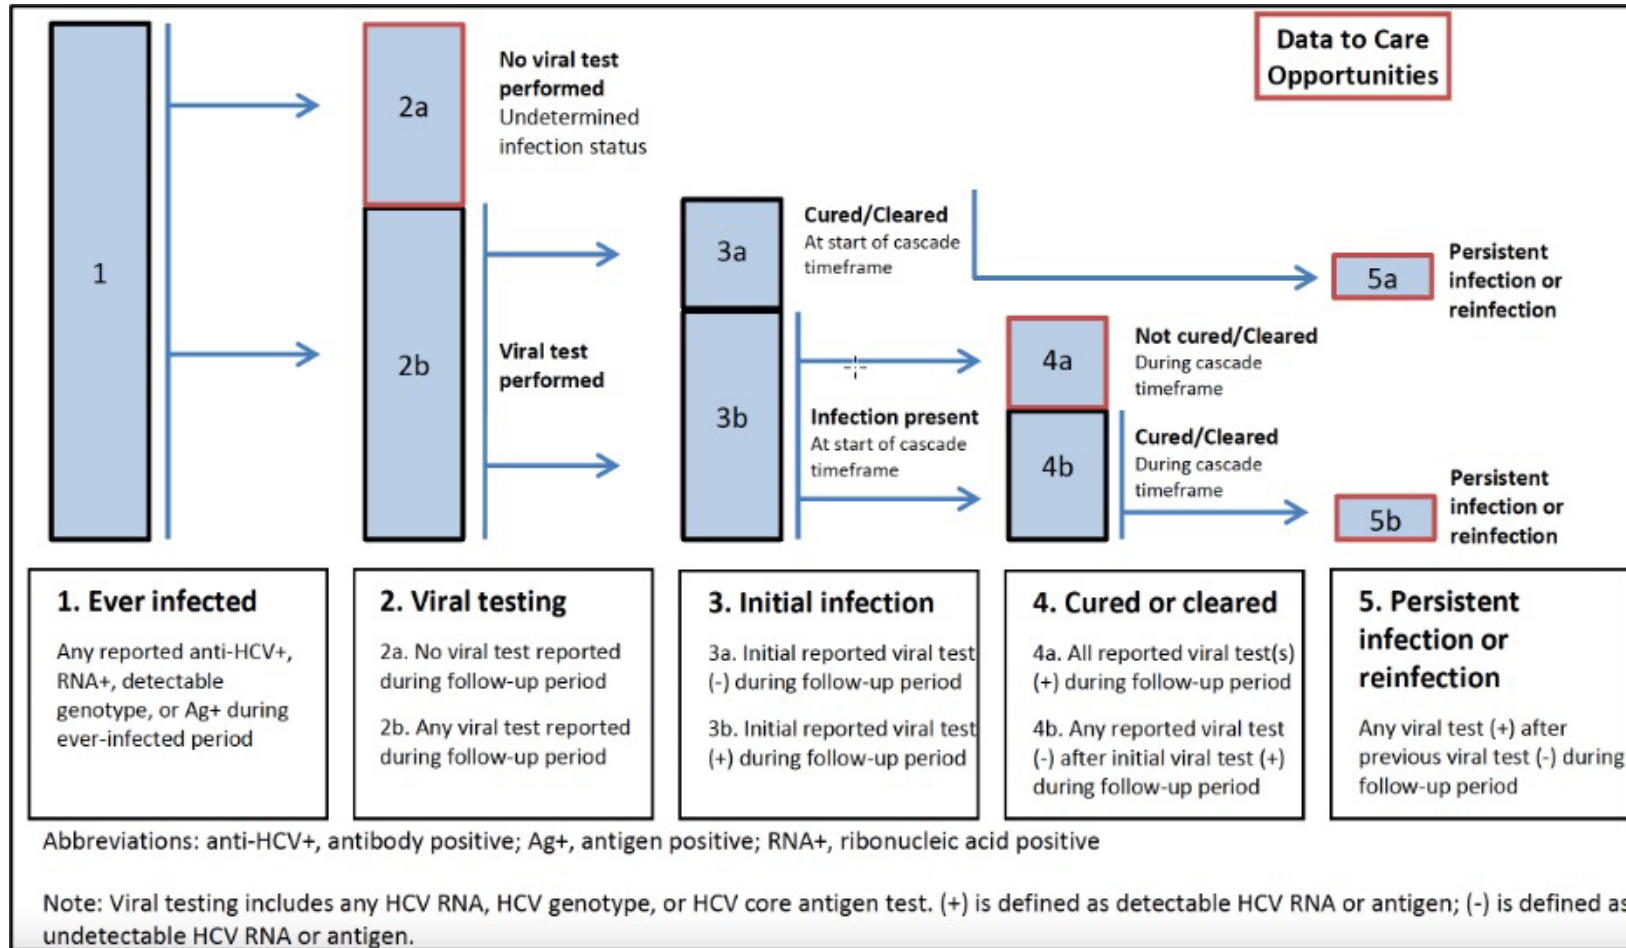 1
2a
No viral test
performed
Undetermined
infection status
Data to Care
Opportunities
2b
Viral test
performed
3a
Cured/Cleared
At start of cascade
timeframe
3b
Infection present
At start of cascade
timeframe
4a
Not cured/Cleared
During cascade
timeframe
4b
Cured/Cleared
During cascade
timeframe
5a
Persistent
infection or
reinfection
5b
Persistent
infection or
reinfection
1. Ever infected
Any reported anti-HCV+,
RNA+, detectable
genotype, or Ag+ during
ever-infected period
2. Viral testing
2a. No viral test reported
during follow-up period
2b. Any viral test reported
during follow-up period
3. Initial infection
3a. Initial reported viral test
(-) during follow-up period
3b. Initial reported viral test
(+) during follow-up period
4. Cured or cleared
4a. All reported viral test(s)
(+) during follow-up period
4b. Any reported viral test
(-) after initial viral test (+)
during follow-up period
5. Persistent
infection or
reinfection
Any viral test (+) after
previous viral test (-) during
follow-up period
Abbreviations: anti-HCV+, antibody positive; Ag+, antigen positive; RNA+, ribonucleic acid positive
Note: Viral testing includes any HCV RNA, HCV genotype, or HCV core antigen test. (+) is defined as detectable HCV RNA or antigen; (-) is defined as
undetectable HCV RNA or antigen.